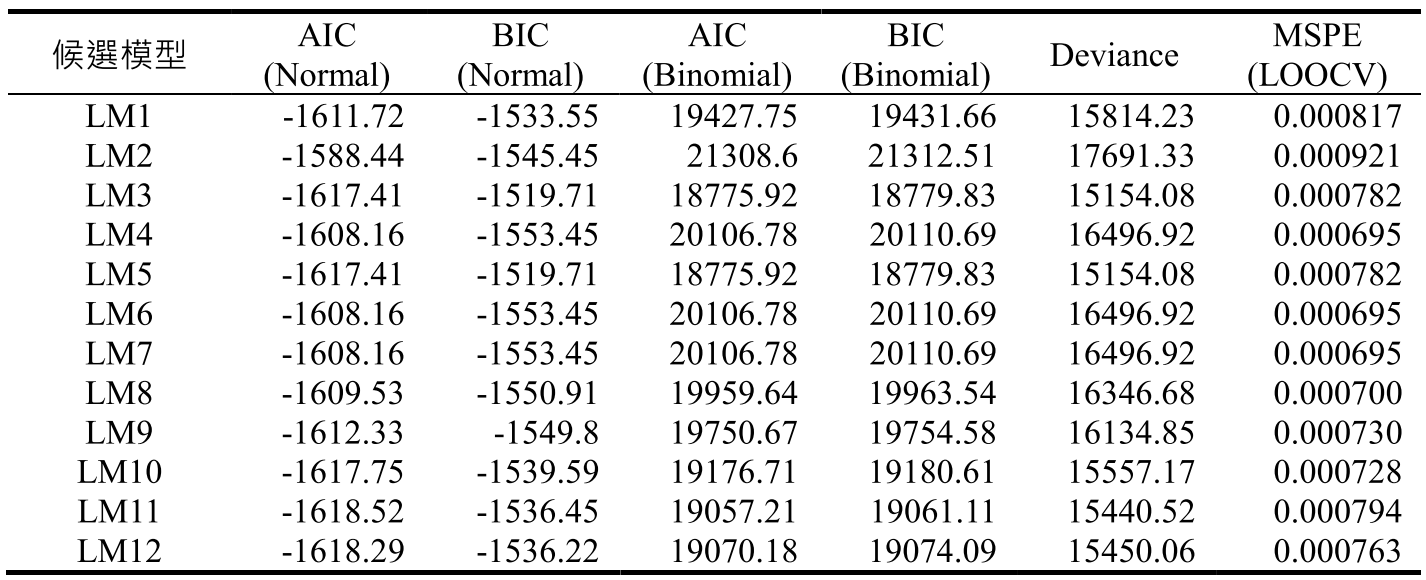 候選模型 AIC (Normal) BIC (Normal) AIC (Binomial) BIC (Binomial) Deviance MSPE (LOOCV)
LM1 -1611.72 -1533.55 19427.75 19431.66 15814.23 0.000817
LM2 -1588.44 -1545.45 21308.6 21312.51 17691.33 0.000921
LM3 -1617.41 -1519.71 18775.92 18779.83 15154.08 0.000782
LM4 -1608.16 -1553.45 20106.78 20110.69 16496.92 0.000695
LM5 -1617.41 -1519.71 18775.92 18779.83 15154.08 0.000782
LM6 -1608.16 -1553.45 20106.78 20110.69 16496.92 0.000695
LM7 -1608.16 -1553.45 20106.78 20110.69 16496.92 0.000695
LM8 -1609.53 -1550.91 19959.64 19963.54 16346.68 0.000700
LM9 -1612.33 -1549.8 19750.67 19754.58 16134.85 0.000730
LM10 -1617.75 -1539.59 19176.71 19180.61 15557.17 0.000728
LM11 -1618.52 -1536.45 19057.21 19061.11 15440.52 0.000794
LM12 -1618.29 -1536.22 19070.18 19074.09 15450.06 0.000763